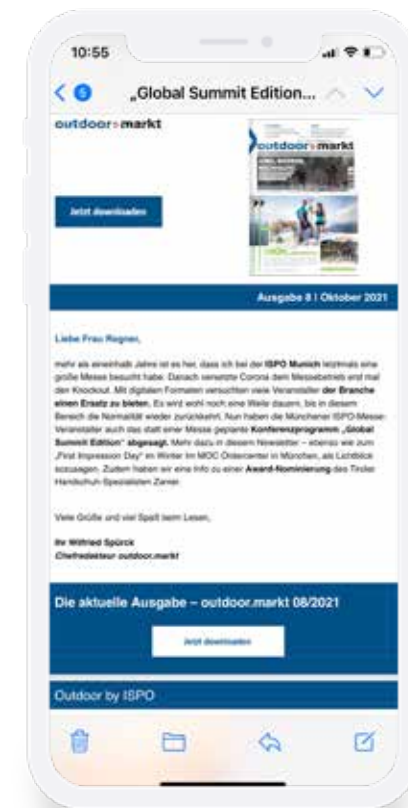 10:55
5
„Global Summit Edition...
outdoor markt
outdoor markt
Jetzt downloaden
Ausgabe 8 | Oktober 2021
Liebe Frau Regner,
mehr als eineinhalb Jahre ist es her, dass ich bei der ISPO Munich letztmals eine
große Messe besucht habe. Danach versetzte Corona dem Messebetrieb erst mal
den Knockout. Mit digitalen Formaten versuchten viele Veranstalter der Branche
einen Ersatz zu bieten. Es wird wohl noch eine Weile dauern, bis in diesem
Bereich die Normalität wieder zurückkehrt. Nun haben die Münchener ISPO-Messe-
Veranstalter auch das statt einer Messe geplante Konferenzprogramm „Global
Summit Edition“ abgesagt. Mehr dazu in diesem Newsletter – ebenso wie zum
„First Impression Day“ im Winter im MOC Ordercenter in München, als Lichtblick
sozusagen. Zudem haben wir eine Info zu einer Award-Nominierung des Tiroler
Handschuh-Spezialisten Zanier.
Viele Grüße und viel Spaß beim Lesen,
Ihr Wilfried Spürck
Chefredakteur outdoor.markt
Die aktuelle Ausgabe – outdoor.markt 08/2021
Jetzt downloaden
Outdoor by ISPO